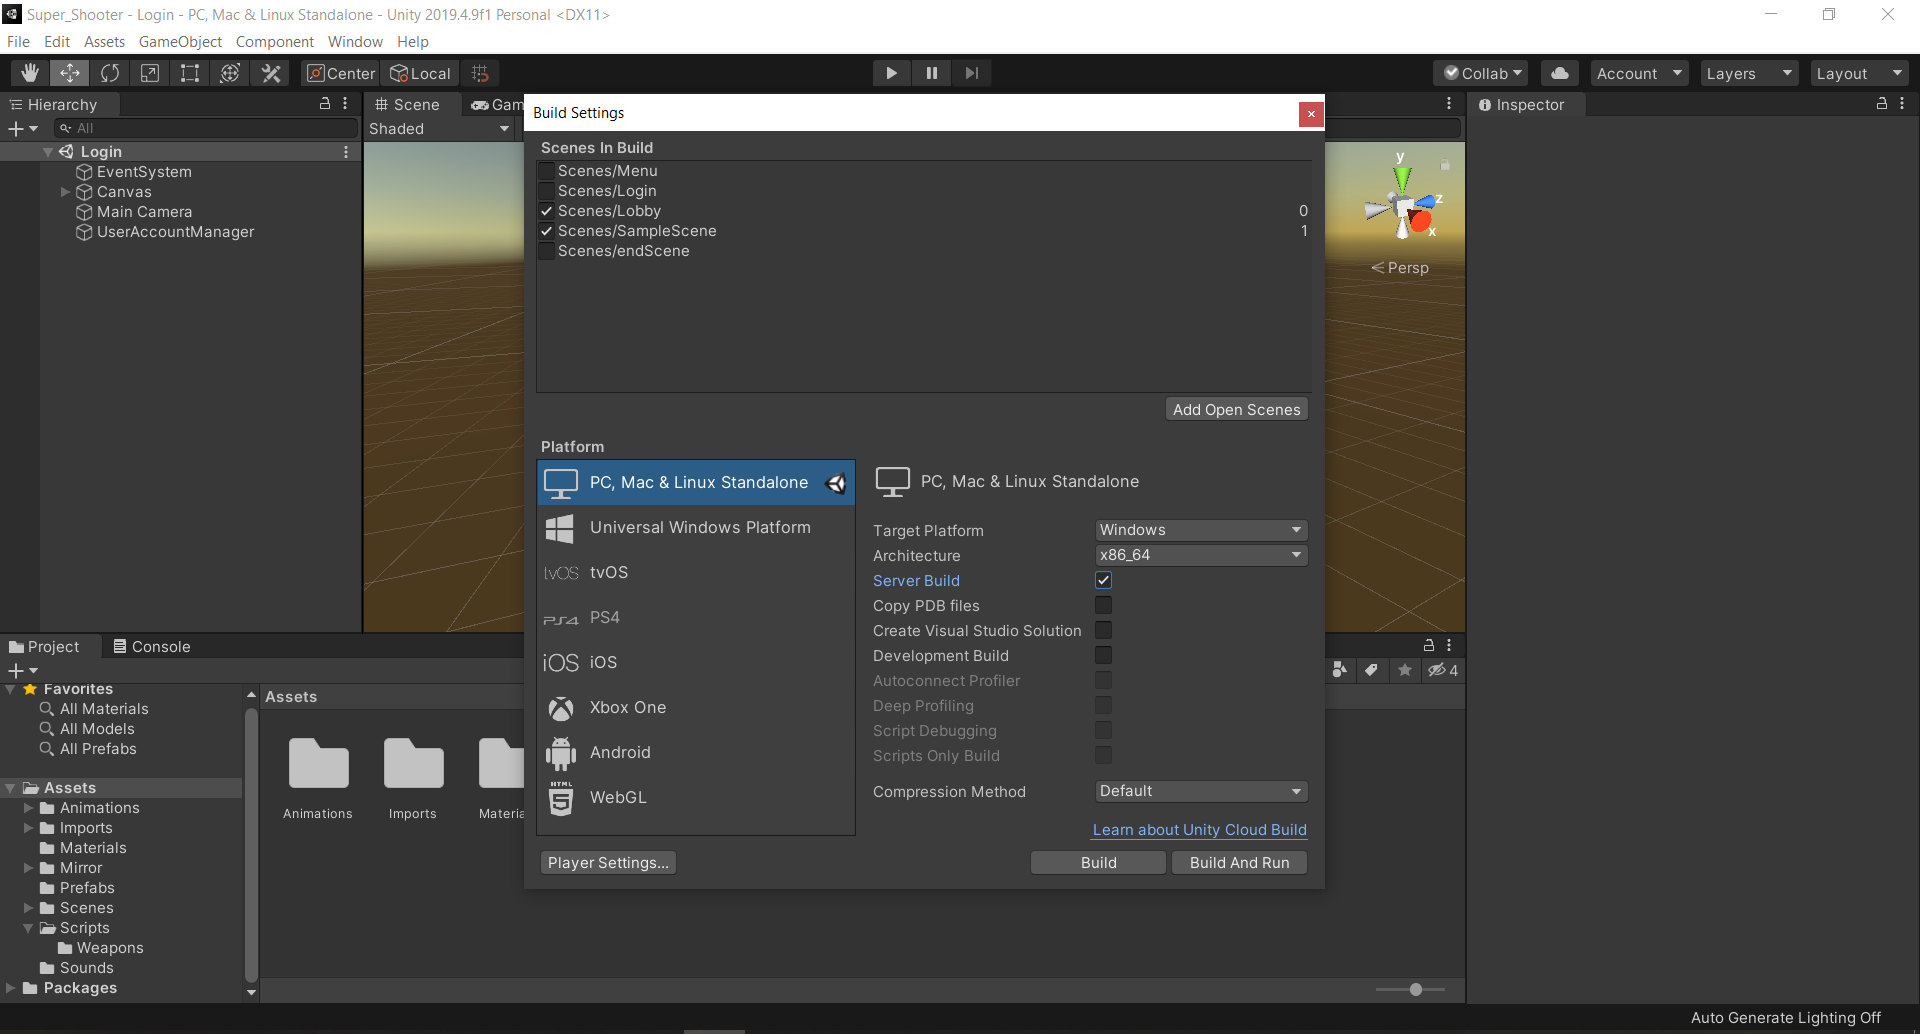 Super_Shooter - Login - PC, Mac & Linux Standalone - Unity 2019.4.9f1 Personal <DX11>
File Edit Assets GameObject Component Window Help
Center Local Collab Account Layers Layout
Hierarchy
All
Login
EventSystem
Canvas
Main Camera
UserAccountManager
Scene Gam
Shaded
y
z
x
Persp
Inspector
Build Settings
Scenes In Build
Scenes/Menu
Scenes/Login
Scenes/Lobby 0
Scenes/SampleScene 1
Scenes/endScene
Add Open Scenes
Platform
PC, Mac & Linux Standalone
Universal Windows Platform
tvOS tvOS
PS4 PS4
iOS iOS
Xbox One
Android
HTML 5 WebGL
PC, Mac & Linux Standalone
Target Platform Windows
Architecture x86_64
Server Build
Copy PDB files
Create Visual Studio Solution
Development Build
Autoconnect Profiler
Deep Profiling
Script Debugging
Scripts Only Build
Compression Method Default
Learn about Unity Cloud Build
Player Settings... Build Build And Run
Project Console
4
Favorites
All Materials
All Models
All Prefabs
Assets
Animations
Imports
Materials
Mirror
Prefabs
Scenes
Scripts
Weapons
Sounds
Packages
Assets
Animations Imports Materia
Auto Generate Lighting Off